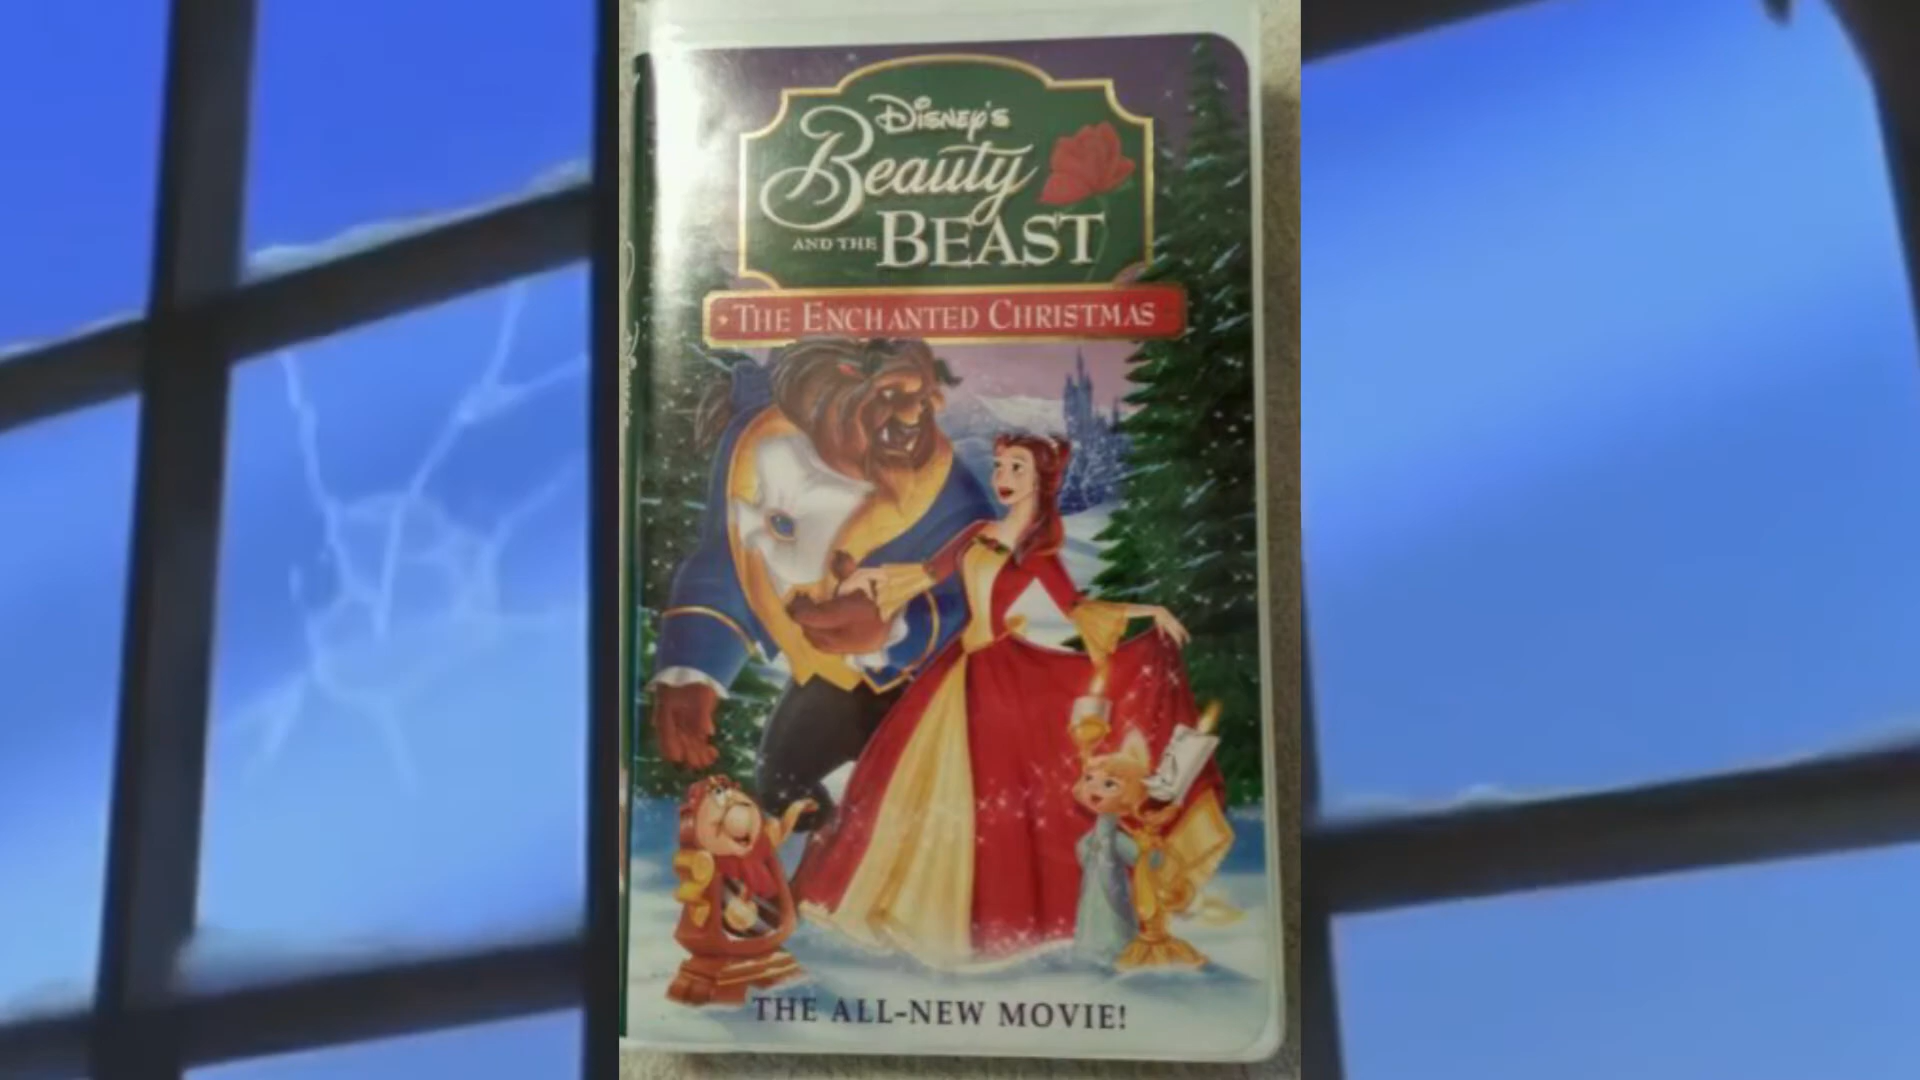 Disney's
Beauty
AND THE BEAST
THE ENCHANTED CHRISTMAS
THE ALL-NEW MOVIE!